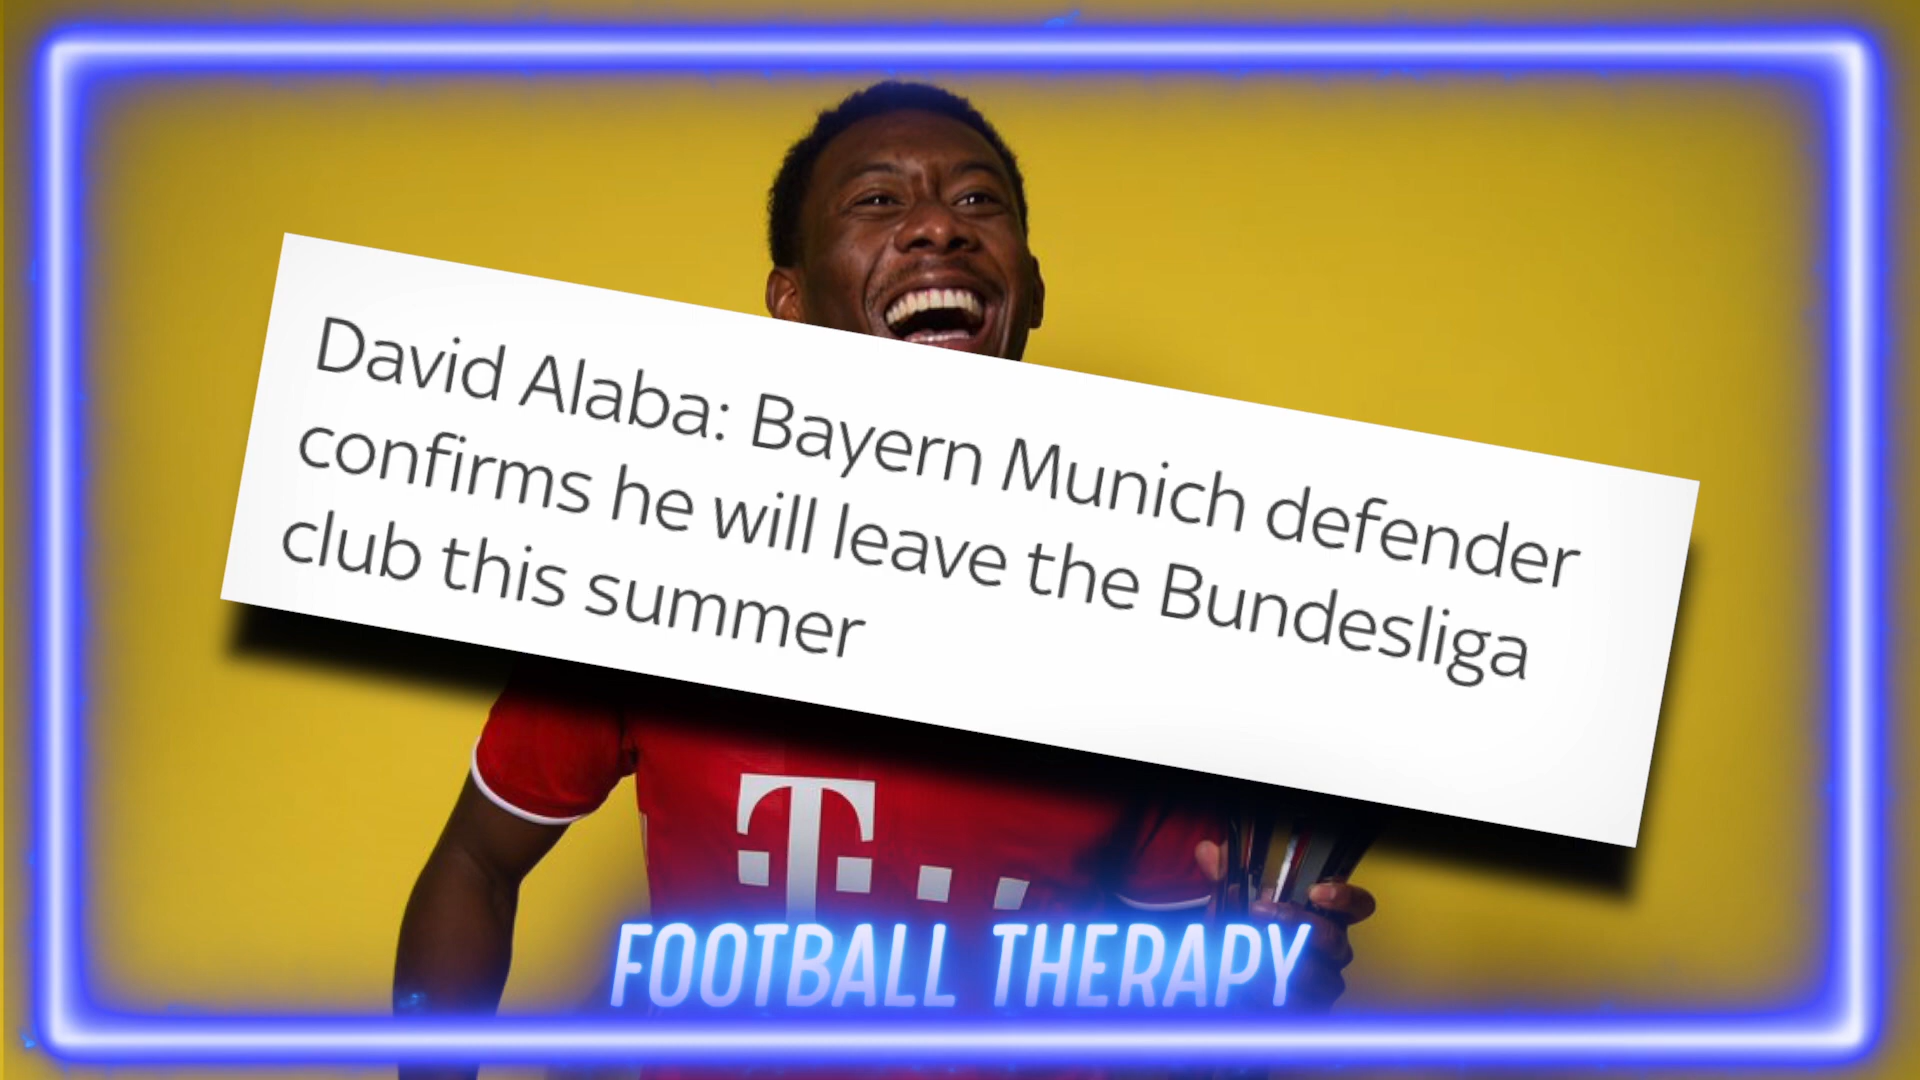 David Alaba: Bayern Munich defender
confirms he will leave the Bundesliga
club this summer
T
FOOTBALL THERAPY